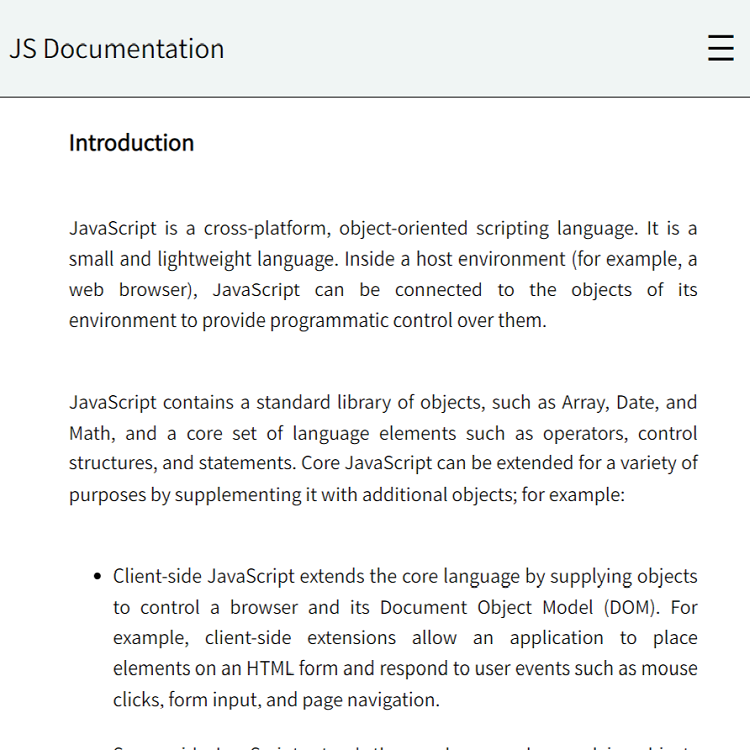 JS Documentation
Introduction
JavaScript is a cross-platform, object-oriented scripting language. It is a
small and lightweight language. Inside a host environment (for example, a
web browser), JavaScript can be connected to the objects of its
environment to provide programmatic control over them.
JavaScript contains a standard library of objects, such as Array, Date, and
Math, and a core set of language elements such as operators, control
structures, and statements. Core JavaScript can be extended for a variety of
purposes by supplementing it with additional objects; for example:
• Client-side JavaScript extends the core language by supplying objects
to control a browser and its Document Object Model (DOM). For
example, client-side extensions allow an application to place
elements on an HTML form and respond to user events such as mouse
clicks, form input, and page navigation.